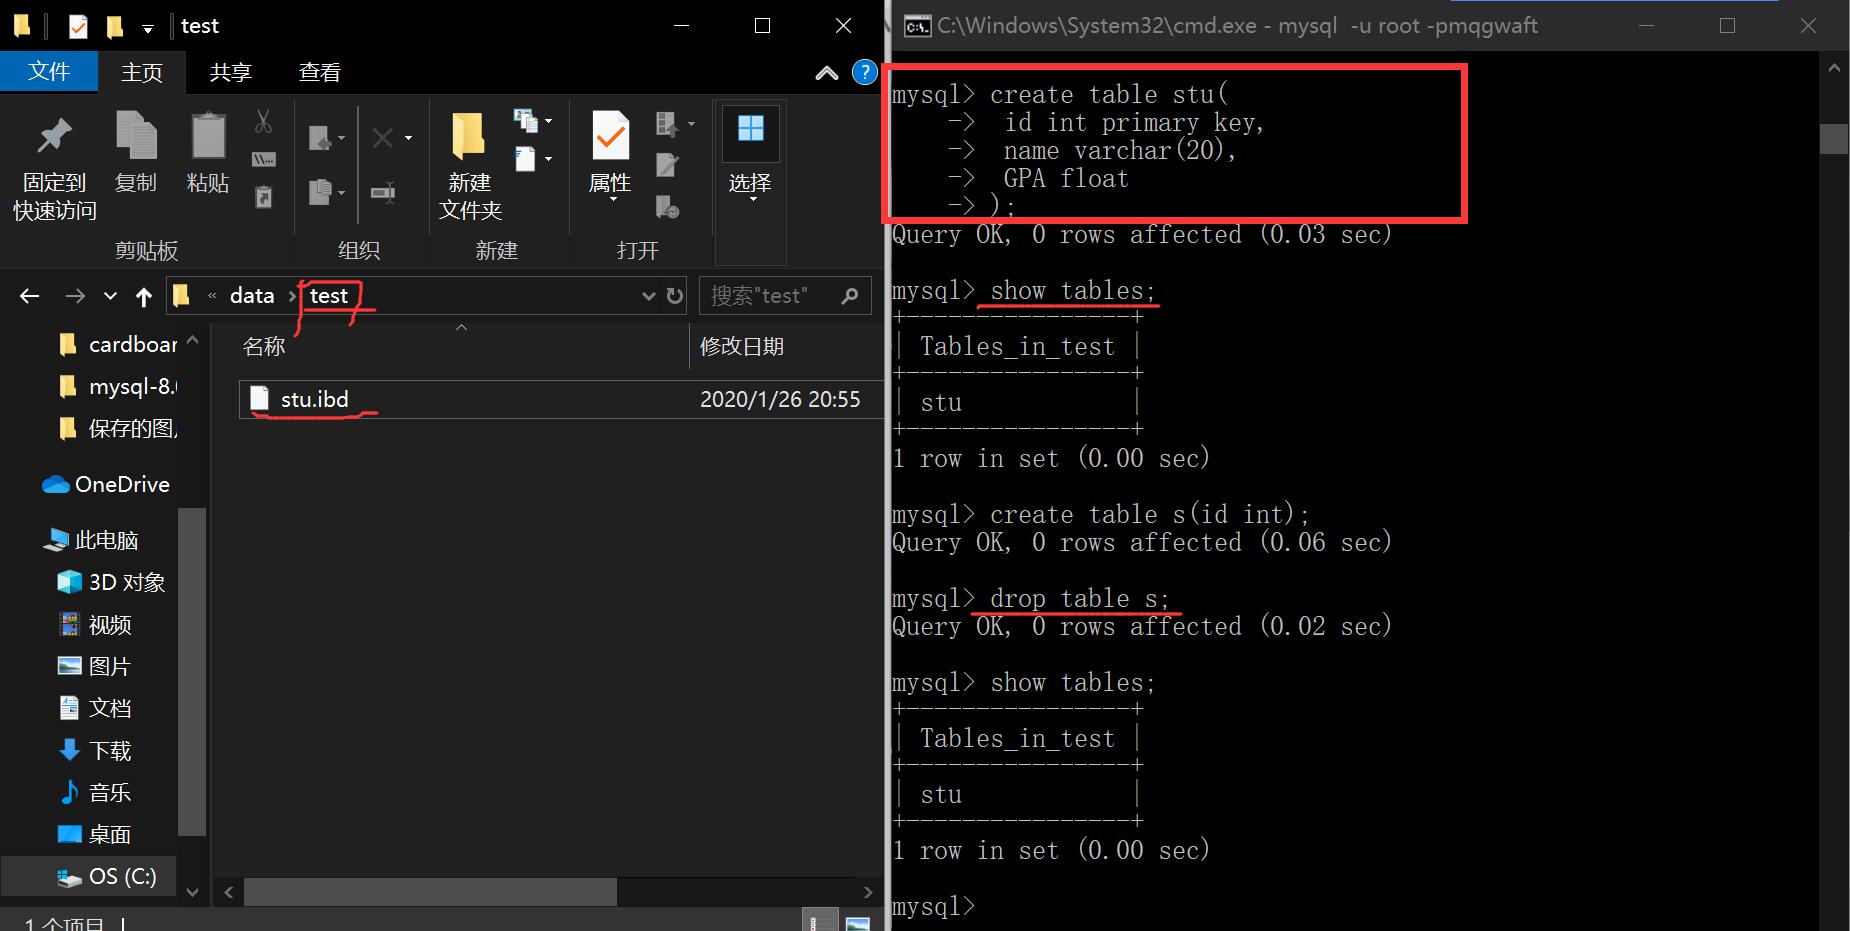 test
文件
主页
共享
查看
固定到
快速访问
复制
粘贴
新建
文件夹
属性
选择
剪贴板
组织
新建
打开
« data › test
搜索"test"
名称
修改日期
stu.ibd
2020/1/26 20:55
cardboar
mysql-8.
保存的图
OneDrive
此电脑
3D 对象
视频
图片
文档
下载
音乐
桌面
OS (C:)
1 个项目
C:\Windows\System32\cmd.exe - mysql  -u root -pmqgwaft
mysql> create table stu(
    ->  id int primary key,
    ->  name varchar(20),
    ->  GPA float
    -> );
Query OK, 0 rows affected (0.03 sec)
mysql> show tables;
+----------------+
| Tables_in_test |
+----------------+
| stu            |
+----------------+
1 row in set (0.00 sec)
mysql> create table s(id int);
Query OK, 0 rows affected (0.06 sec)
mysql> drop table s;
Query OK, 0 rows affected (0.02 sec)
mysql> show tables;
+----------------+
| Tables_in_test |
+----------------+
| stu            |
+----------------+
1 row in set (0.00 sec)
mysql>